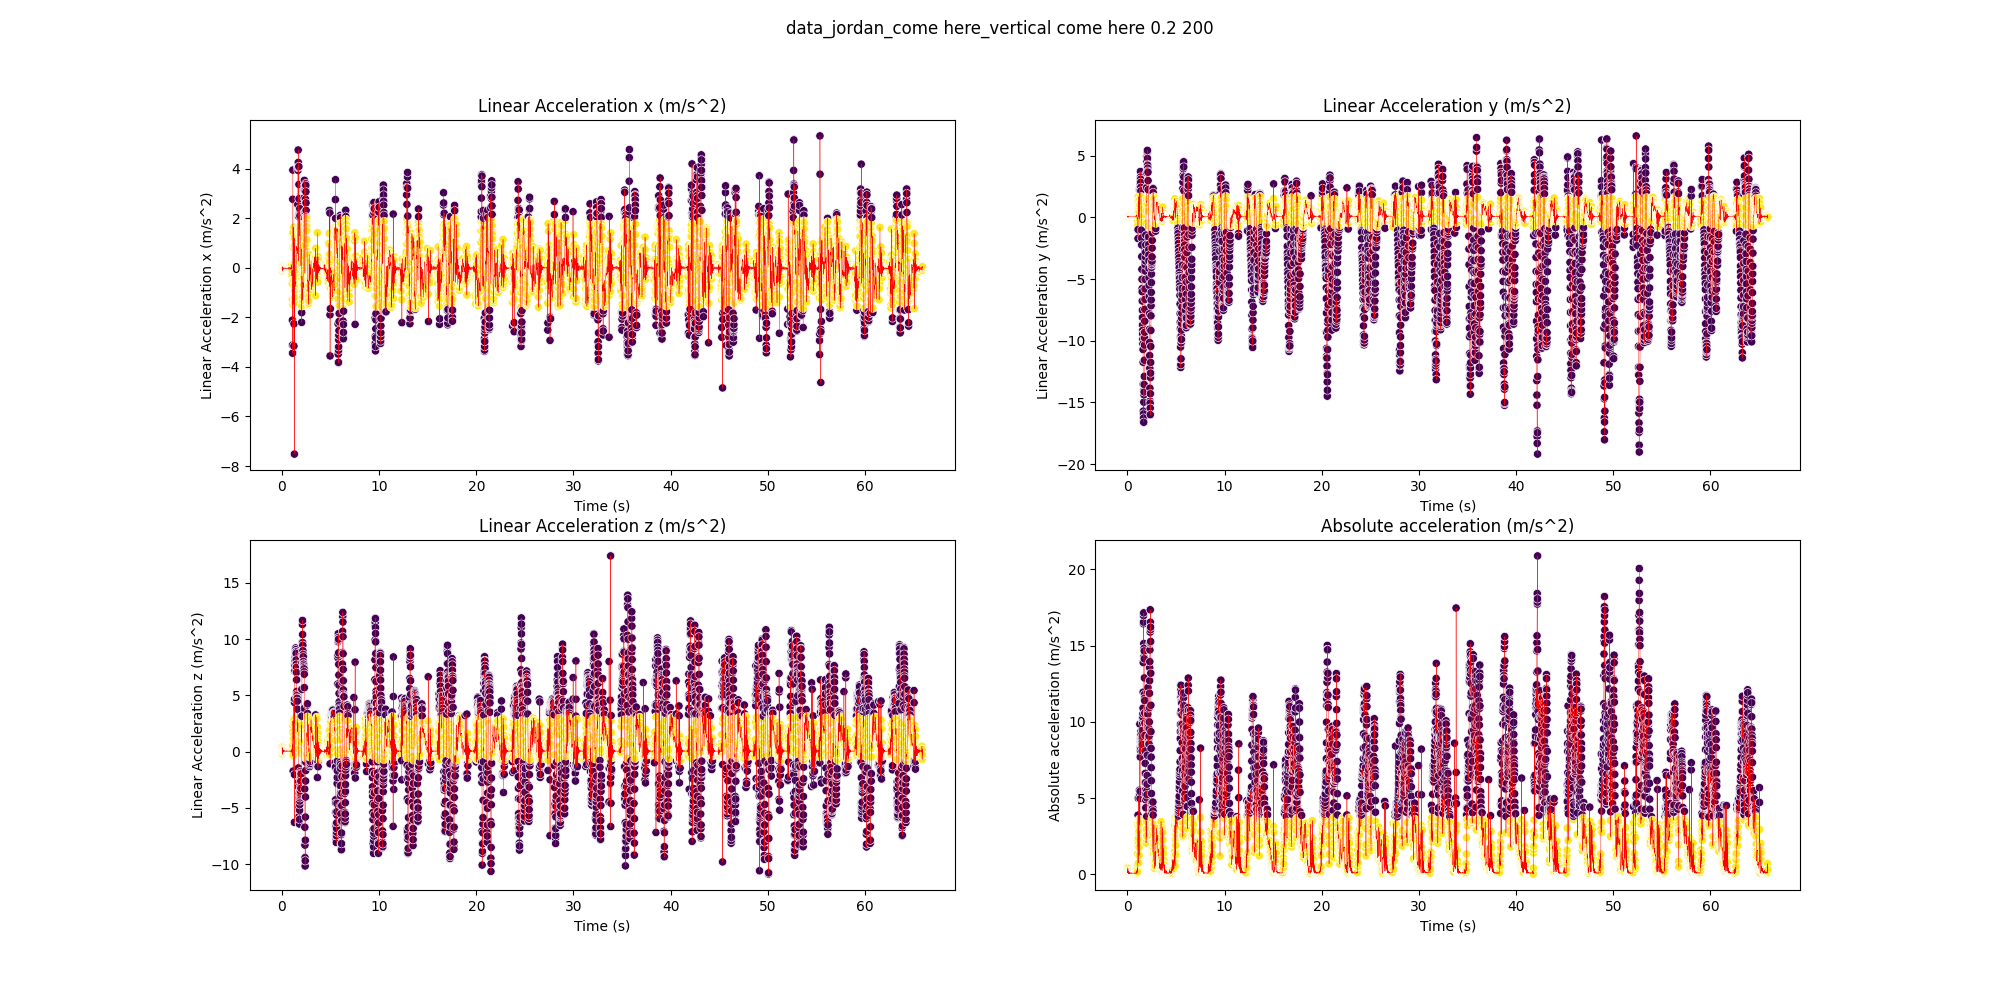 data_jordan_come here_vertical come here 0.2 200
Linear Acceleration x (m/s^2)
Linear Acceleration x (m/s^2)
4
2
0
−2
−4
−6
−8
0 10 20 30 40 50 60
Time (s)
Linear Acceleration y (m/s^2)
Linear Acceleration y (m/s^2)
5
0
−5
−10
−15
−20
0 10 20 30 40 50 60
Time (s)
Linear Acceleration z (m/s^2)
Linear Acceleration z (m/s^2)
15
10
5
0
−5
−10
0 10 20 30 40 50 60
Time (s)
Absolute acceleration (m/s^2)
Absolute acceleration (m/s^2)
20
15
10
5
0
0 10 20 30 40 50 60
Time (s)